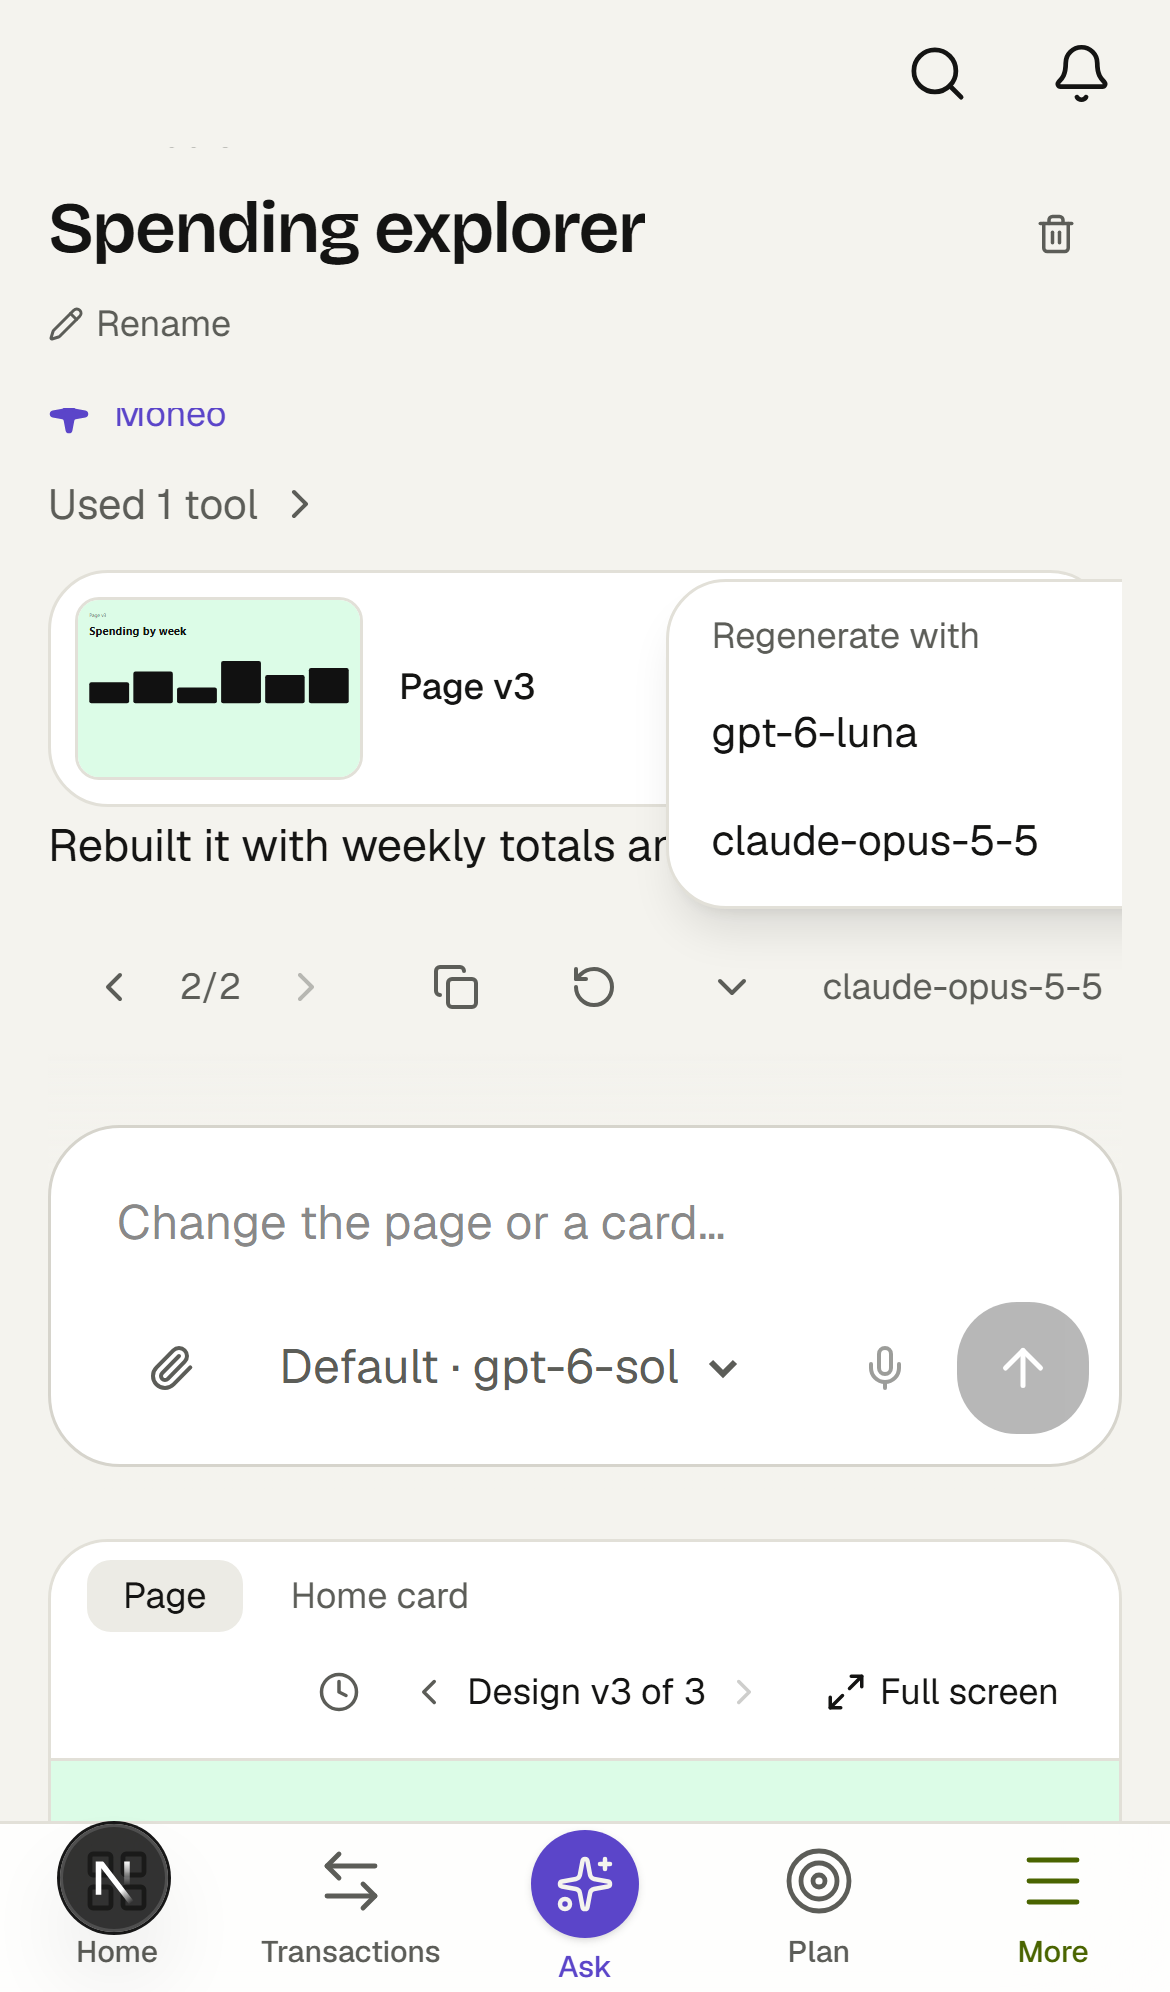 Spending explorer
Rename
Moneo
Used 1 tool
Page v3
Spending by week
Page v3
Regenerate with
gpt-6-luna
claude-opus-5-5
Rebuilt it with weekly totals
2/2
claude-opus-5-5
Change the page or a card...
Default · gpt-6-sol
Page
Home card
Design v3 of 3
Full screen
N
Home
Transactions
Ask
Plan
More